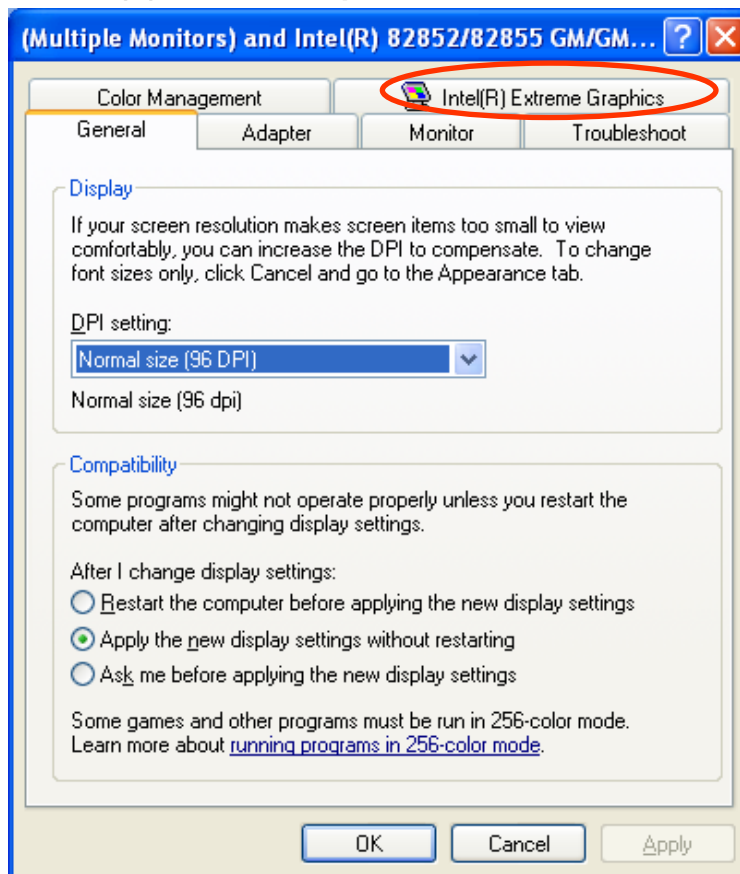 (Multiple Monitors) and Intel(R) 82852/82855 GM/GM...
Color Management
Intel(R) Extreme Graphics
General
Adapter
Monitor
Troubleshoot
Display
If your screen resolution makes screen items too small to view
comfortably, you can increase the DPI to compensate. To change
font sizes only, click Cancel and go to the Appearance tab.
DPI setting:
Normal size (96 DPI)
Normal size (96 dpi)
Compatibility
Some programs might not operate properly unless you restart the
computer after changing display settings.
After I change display settings:
Restart the computer before applying the new display settings
Apply the new display settings without restarting
Ask me before applying the new display settings
Some games and other programs must be run in 256-color mode.
Learn more about running programs in 256-color mode.
OK
Cancel
Apply